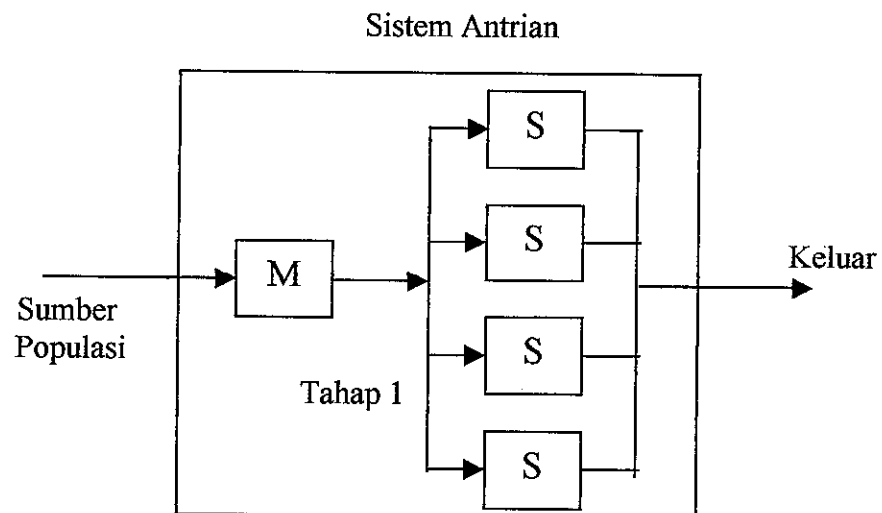 Sistem Antrian
S
S
M
Keluar
Sumber
Populasi
S
Tahap 1
S